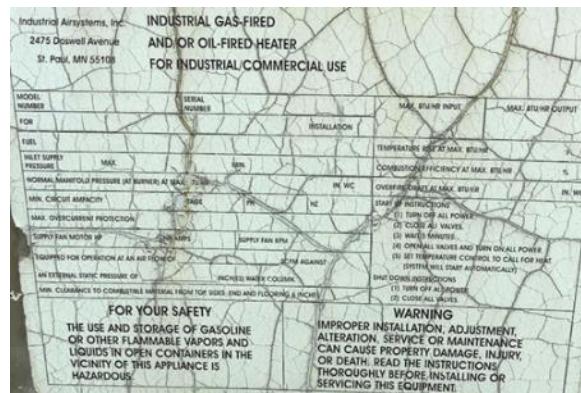 Industrial Airsystems, Inc.
2475 Doswell Avenue
St. Paul, MN 55108
INDUSTRIAL GAS-FIRED
AND/OR OIL-FIRED HEATER
FOR INDUSTRIAL/COMMERCIAL USE
MODEL NUMBER
SERIAL NUMBER
MAX. BTU/HR INPUT
MAX. BTU/HR OUTPUT
FOR
INSTALLATION
FUEL
TEMPERATURE RISE AT MAX. BTU/HR
INLET SUPPLY PRESSURE
MAX.
MIN.
COMBUSTION EFFICIENCY AT MAX. BTU/HR %
NORMAL MANIFOLD PRESSURE (AT BURNER) AT MAX.
IN. WC
OVERFIRE DRAFT AT MAX. BTU/HR
MIN. CIRCUIT AMPACITY
PH
HZ
MAX. OVERCURRENT PROTECTION
SUPPLY FAN MOTOR HP
AMPS
SUPPLY FAN RPM
EQUIPPED FOR OPERATION AT AN AIR FLOW OF
SCFM AGAINST
AN EXTERNAL STATIC PRESSURE OF
INCH(ES) WATER COLUMN
MIN. CLEARANCE TO COMBUSTIBLE MATERIAL FROM TOP, SIDES, END AND FLOORING 6 INCHES
START UP INSTRUCTIONS
(1) TURN OFF ALL POWER
(2) CLOSE ALL VALVES.
(3) WAIT 5 MINUTES
(4) OPEN ALL VALVES AND TURN ON ALL POWER
(5) SET TEMPERATURE CONTROL TO CALL FOR HEAT
(SYSTEM WILL START AUTOMATICALLY)
SHUT DOWN INSTRUCTIONS
(1) TURN OFF ALL POWER
(2) CLOSE ALL VALVES.
FOR YOUR SAFETY
THE USE AND STORAGE OF GASOLINE
OR OTHER FLAMMABLE VAPORS AND
LIQUIDS IN OPEN CONTAINERS IN THE
VICINITY OF THIS APPLIANCE IS
HAZARDOUS.
WARNING
IMPROPER INSTALLATION, ADJUSTMENT,
ALTERATION, SERVICE OR MAINTENANCE
CAN CAUSE PROPERTY DAMAGE, INJURY,
OR DEATH. READ THE INSTRUCTIONS
THOROUGHLY BEFORE INSTALLING OR
SERVICING THIS EQUIPMENT.